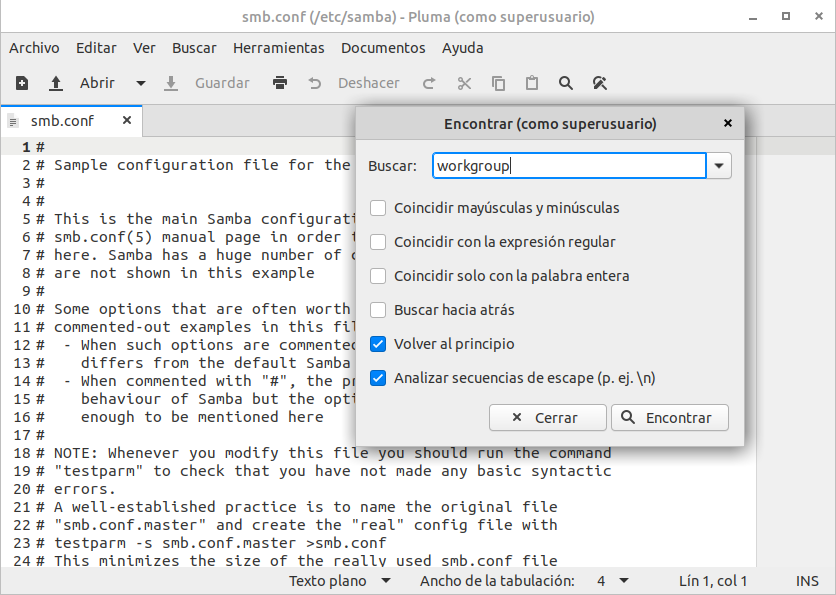 smb.conf (/etc/samba) - Pluma (como superusuario)
Archivo Editar Ver Buscar Herramientas Documentos Ayuda
Abrir Guardar Deshacer
smb.conf
Encontrar (como superusuario)
Buscar: workgroup
Coincidir mayúsculas y minúsculas
Coincidir con la expresión regular
Coincidir solo con la palabra entera
Buscar hacia atrás
Volver al principio
Analizar secuencias de escape (p. ej. \n)
Cerrar Encontrar
1 #
2 # Sample configuration file for the
3 #
4 #
5 # This is the main Samba
6 # smb.conf(5) manual page in order
7 # here. Samba has a huge number of
8 # are not shown in this example
9 #
10 # Some options that are often worth
11 # commented-out examples in this
12 #  - When such options are
13 #    differs from the default Samba
14 #  - When commented with "#", the
15 #    behaviour of Samba but the
16 #    enough to be mentioned here
17 #
18 # NOTE: Whenever you modify this file you should run the command
19 # "testparm" to check that you have not made any basic syntactic
20 # errors.
21 # A well-established practice is to name the original file
22 # "smb.conf.master" and create the "real" config file with
23 # testparm -s smb.conf.master >smb.conf
24 # This minimizes the size of the really used smb.conf file
Texto plano Ancho de la tabulación: 4 Lín 1, col 1 INS